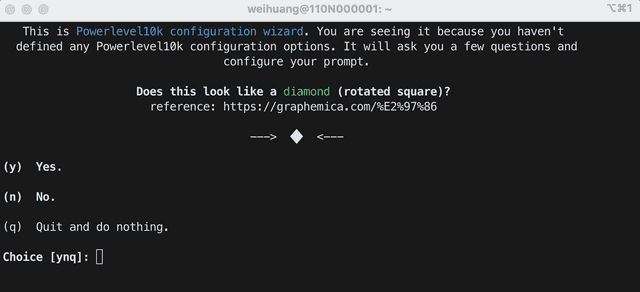 weihuang@110N000001: ~
⌥⌘1
This is Powerlevel10k configuration wizard. You are seeing it because you haven't
defined any Powerlevel10k configuration options. It will ask you a few questions and
configure your prompt.
Does this look like a diamond (rotated square)?
reference: https://graphemica.com/%E2%97%86
---> ◆ <---
(y) Yes.
(n) No.
(q) Quit and do nothing.
Choice [ynq]: